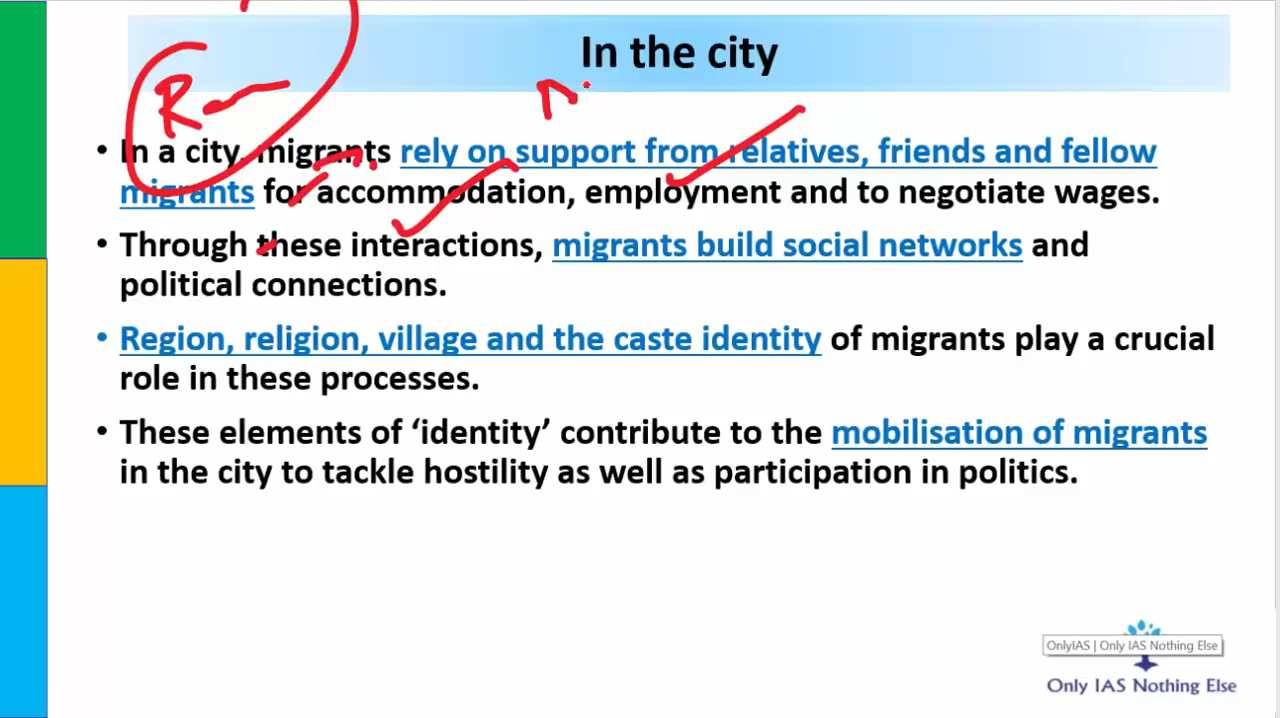 In the city
• In a city, migrants rely on support from relatives, friends and fellow
migrants for accommodation, employment and to negotiate wages.
• Through these interactions, migrants build social networks and
political connections.
• Region, religion, village and the caste identity of migrants play a crucial
role in these processes.
• These elements of ‘identity’ contribute to the mobilisation of migrants
in the city to tackle hostility as well as participation in politics.
OnlyIAS | Only IAS Nothing Else
Only IAS Nothing Else